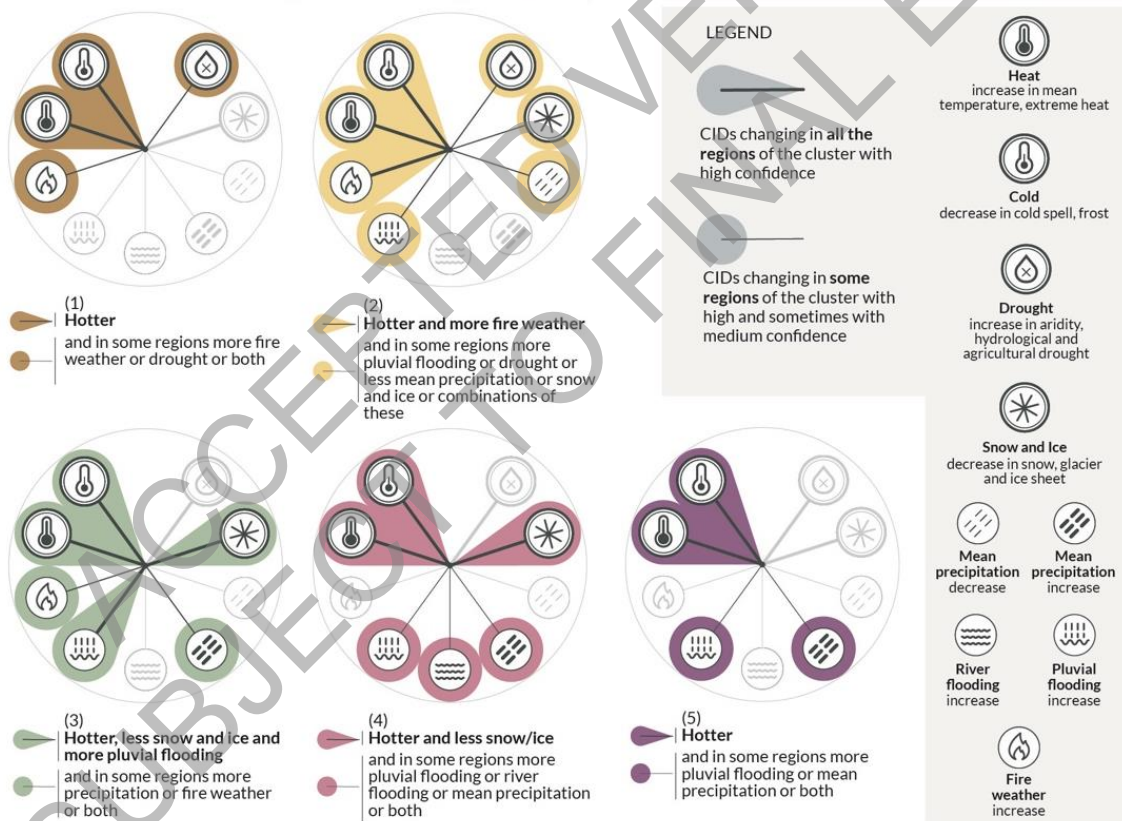 (1)
Hotter
and in some regions more fire
weather or drought or both
(2)
Hotter and more fire weather
and in some regions more
pluvial flooding or drought or
less mean precipitation or snow
and ice or combinations of
these
(3)
Hotter, less snow and ice and
more pluvial flooding
and in some regions more
precipitation or fire weather
or both
(4)
Hotter and less snow/ice
and in some regions more
pluvial flooding or river
flooding or mean precipitation
or both
(5)
Hotter
and in some regions more
pluvial flooding or mean
precipitation or both
LEGEND
CIDs changing in all the
regions of the cluster with
high confidence
CIDs changing in some
regions of the cluster with
high and sometimes with
medium confidence
Heat
increase in mean
temperature, extreme heat
Cold
decrease in cold spell, frost
Drought
increase in aridity,
hydrological and
agricultural drought
Snow and Ice
decrease in snow, glacier
and ice sheet
Mean
precipitation
decrease
Mean
precipitation
increase
River
flooding
increase
Pluvial
flooding
increase
Fire
weather
increase
ACCEPTED VE
SUBJECT TO FINAL E